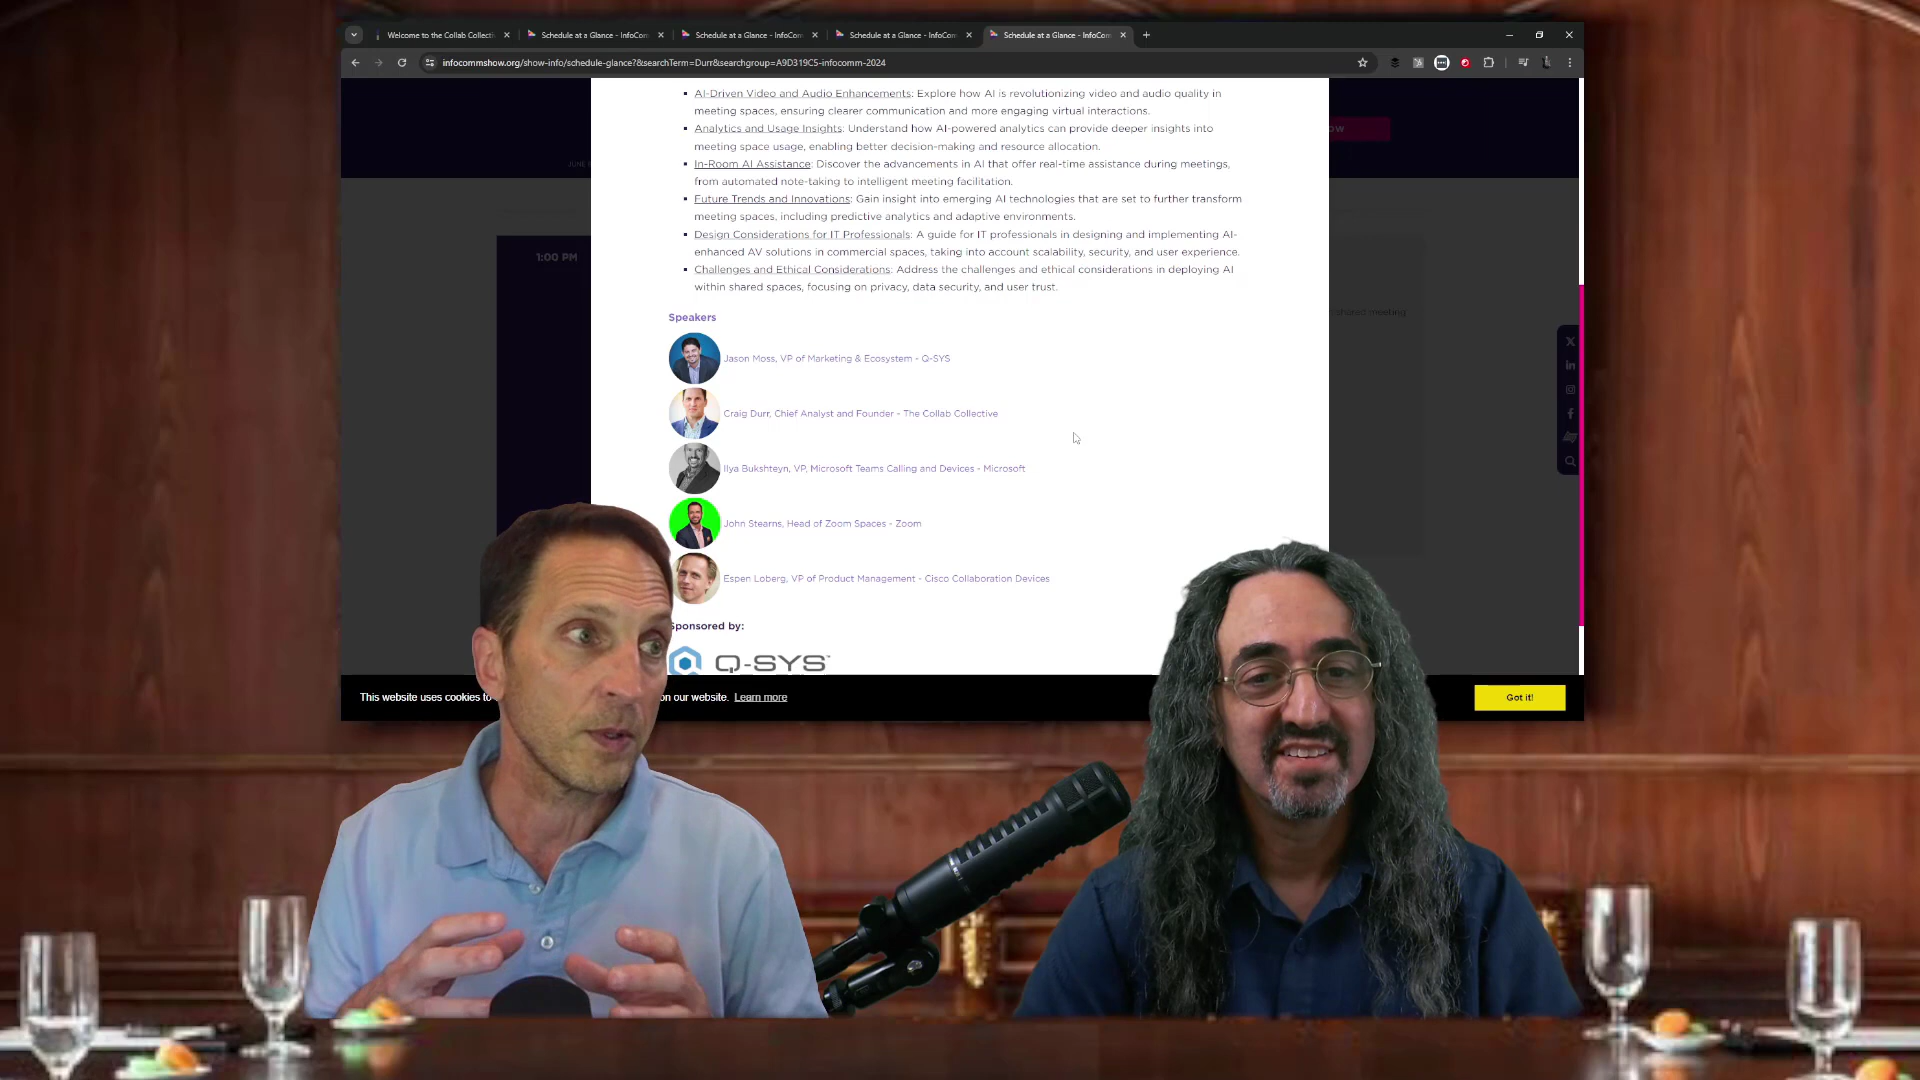 Welcome to the Collab Collecti
Schedule at a Glance - InfoCom
Schedule at a Glance - InfoCom
Schedule at a Glance - InfoCom
Schedule at a Glance - InfoCom
infocommshow.org/show-info/schedule-glance?&searchTerm=Durr&searchgroup=A9D319C5-infocomm-2024
AI-Driven Video and Audio Enhancements: Explore how AI is revolutionizing video and audio quality in
meeting spaces, ensuring clearer communication and more engaging virtual interactions.
Analytics and Usage Insights: Understand how AI-powered analytics can provide deeper insights into
meeting space usage, enabling better decision-making and resource allocation.
In-Room AI Assistance: Discover the advancements in AI that offer real-time assistance during meetings,
from automated note-taking to intelligent meeting facilitation.
Future Trends and Innovations: Gain insight into emerging AI technologies that are set to further transform
meeting spaces, including predictive analytics and adaptive environments.
Design Considerations for IT Professionals: A guide for IT professionals in designing and implementing AI-
enhanced AV solutions in commercial spaces, taking into account scalability, security, and user experience.
Challenges and Ethical Considerations: Address the challenges and ethical considerations in deploying AI
within shared spaces, focusing on privacy, data security, and user trust.
JUNE
1:00 PM
ow
shared meeting
Speakers
Jason Moss, VP of Marketing & Ecosystem - Q-SYS
Craig Durr, Chief Analyst and Founder - The Collab Collective
Ilya Bukshteyn, VP, Microsoft Teams Calling and Devices - Microsoft
John Stearns, Head of Zoom Spaces - Zoom
Espen Loberg, VP of Product Management - Cisco Collaboration Devices
Sponsored by:
Q-SYS™
This website uses cookies to
on our website. Learn more
Got it!